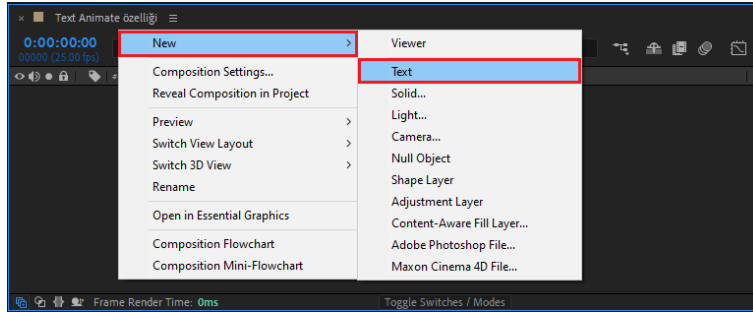 Text Animate özelliği
0:00:00:00
00000 (25.00 fps)
New
Composition Settings...
Reveal Composition in Project
Preview
Switch View Layout
Switch 3D View
Rename
Open in Essential Graphics
Composition Flowchart
Composition Mini-Flowchart
Viewer
Text
Solid...
Light...
Camera...
Null Object
Shape Layer
Adjustment Layer
Content-Aware Fill Layer...
Adobe Photoshop File...
Maxon Cinema 4D File...
Frame Render Time: 0ms
Toggle Switches / Modes